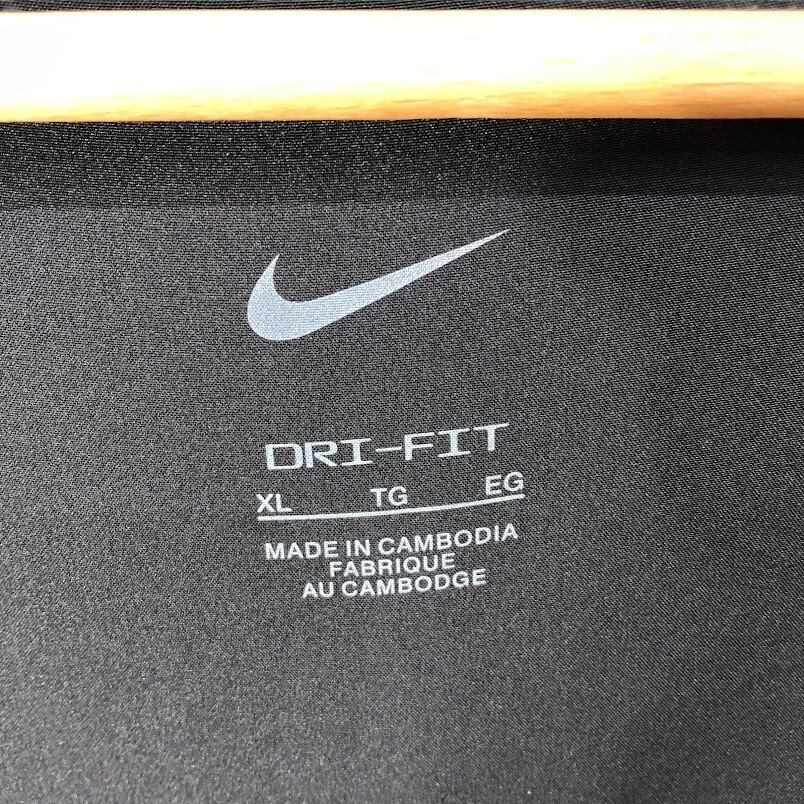 DRI-FIT
XL TG EG
MADE IN CAMBODIA
FABRIQUE
AU CAMBODGE